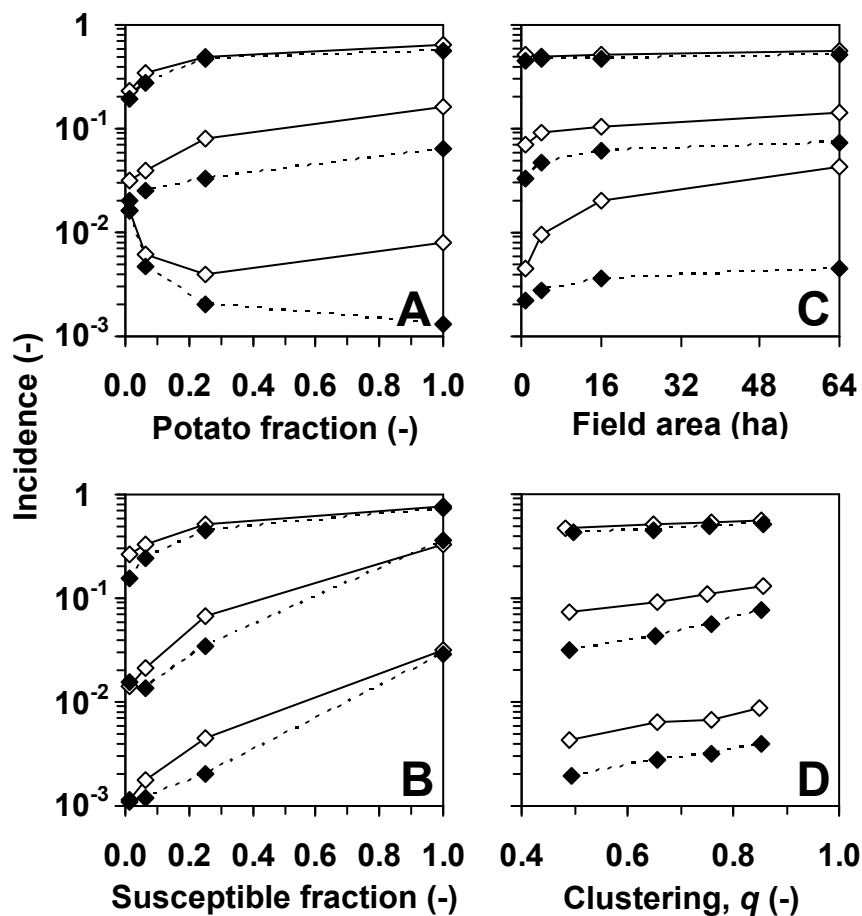 Incidence (-)
1
10-1
10-2
10-3
A
0.0 0.2 0.4 0.6 0.8 1.0
Potato fraction (-)
C
0 16 32 48 64
Field area (ha)
1
10-1
10-2
10-3
B
0.0 0.2 0.4 0.6 0.8 1.0
Susceptible fraction (-)
D
0.4 0.6 0.8 1.0
Clustering, q (-)